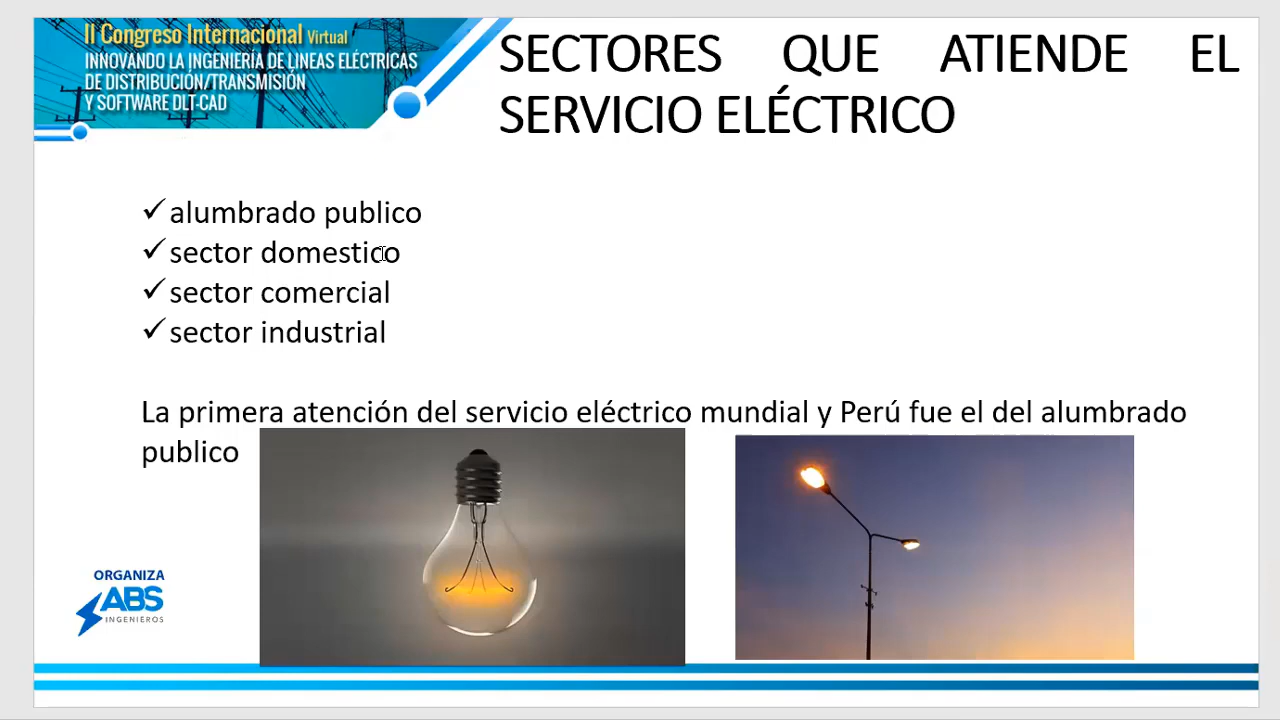 II Congreso Internacional Virtual
INNOVANDO LA INGENIERÍA DE LINEAS ELÉCTRICAS
DE DISTRIBUCIÓN/TRANSMISIÓN
Y SOFTWARE DLT-CAD
SECTORES QUE ATIENDE EL
SERVICIO ELÉCTRICO
✓ alumbrado publico
✓ sector domestico
✓ sector comercial
✓ sector industrial
La primera atención del servicio eléctrico mundial y Perú fue el del alumbrado
publico
ORGANIZA
ABS
INGENIEROS